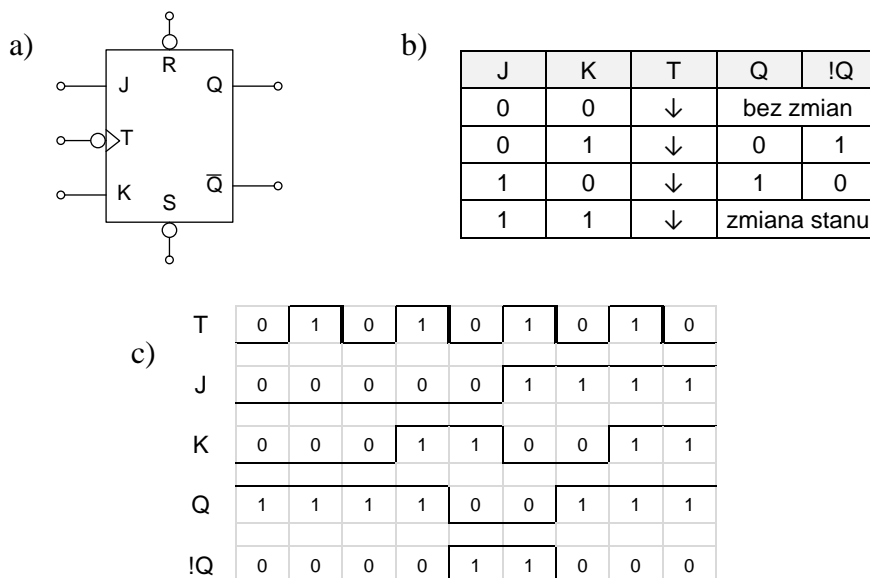 a)
R
J Q
T
K Q̅
S
b)
J K T Q !Q
0 0 ↓ bez zmian
0 1 ↓ 0 1
1 0 ↓ 1 0
1 1 ↓ zmiana stanu
c)
T 0 1 0 1 0 1 0 1 0
J 0 0 0 0 0 1 1 1 1
K 0 0 0 1 1 0 0 1 1
Q 1 1 1 1 0 0 1 1 1
!Q 0 0 0 0 1 1 0 0 0